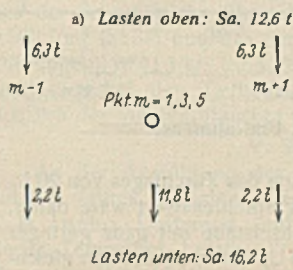 a) Lasten oben: Sa. 12,6 t
6,3 t 6,3 t
m-1 m+1
Pkt.m = 1, 3, 5
2,2 t 11,8 t 2,2 t
Lasten unten: Sa. 16,2 t